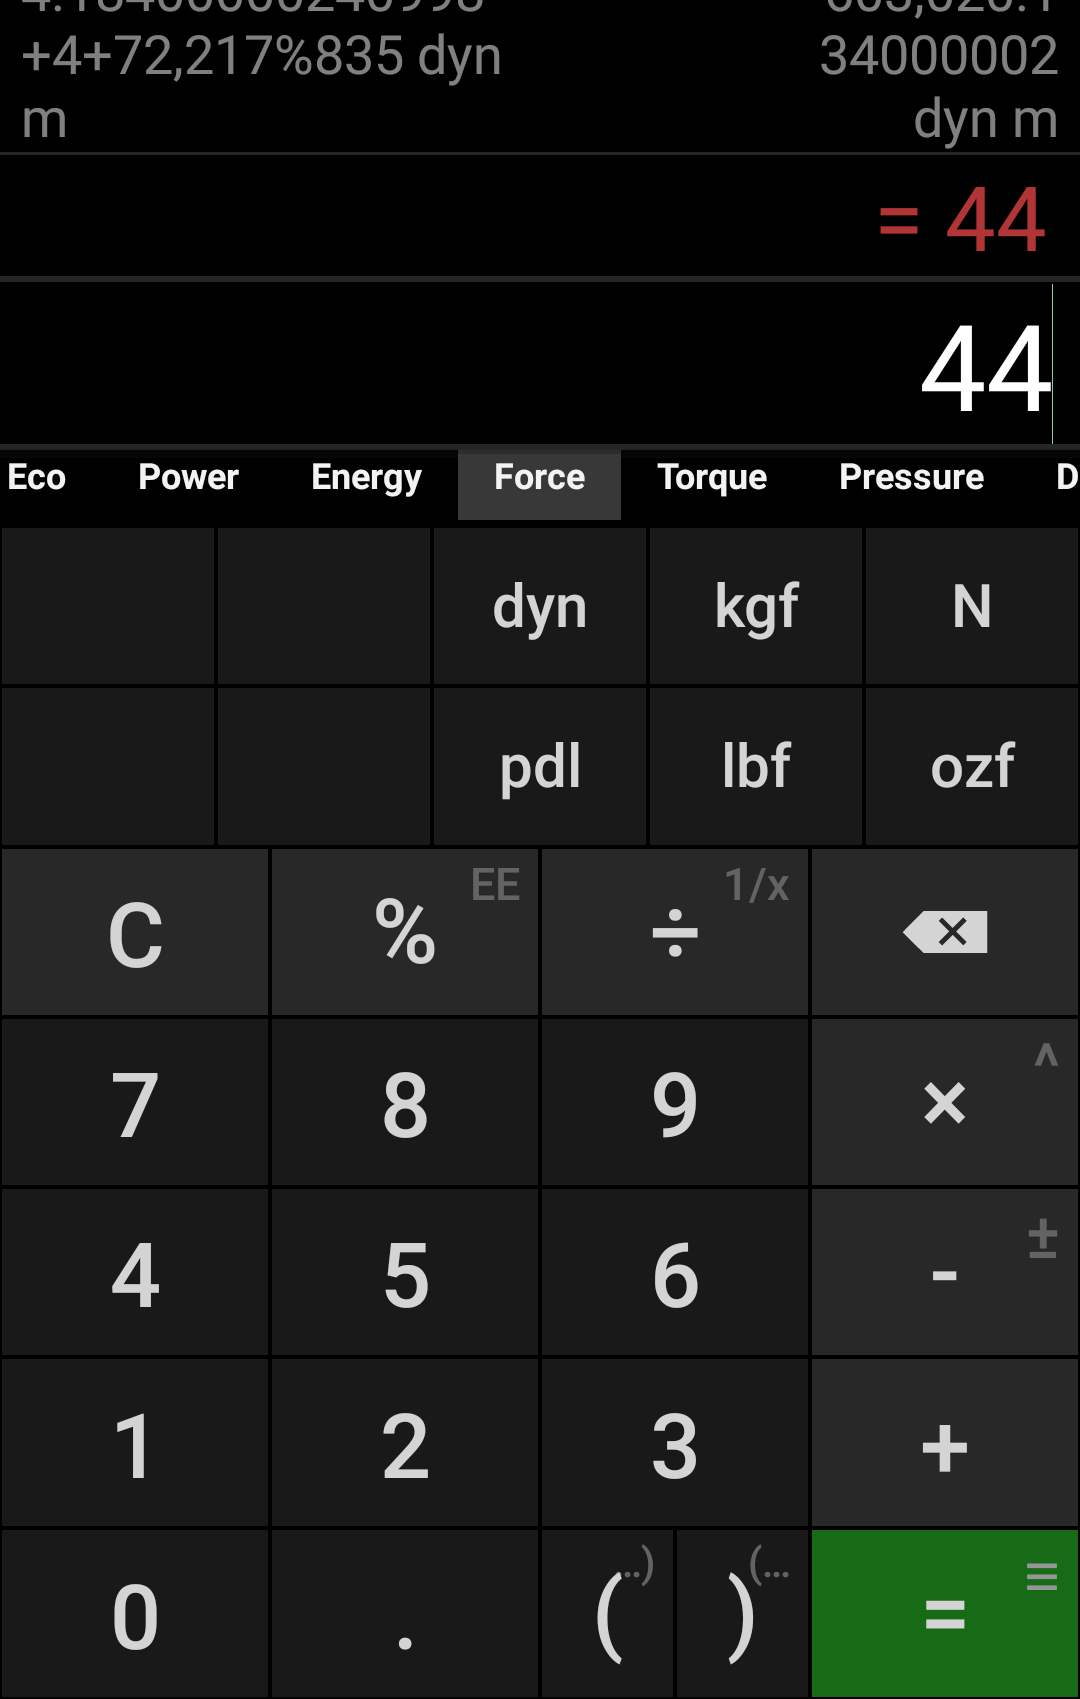 +4+72,217%835 dyn 34000002
m dyn m
= 44
44
Eco Power Energy Force Torque Pressure D
dyn kgf N
pdl lbf ozf
C % EE ÷ 1/x
7 8 9 × ^
4 5 6 - ±
1 2 3 +
0 . ( ..) ) (... = ≡